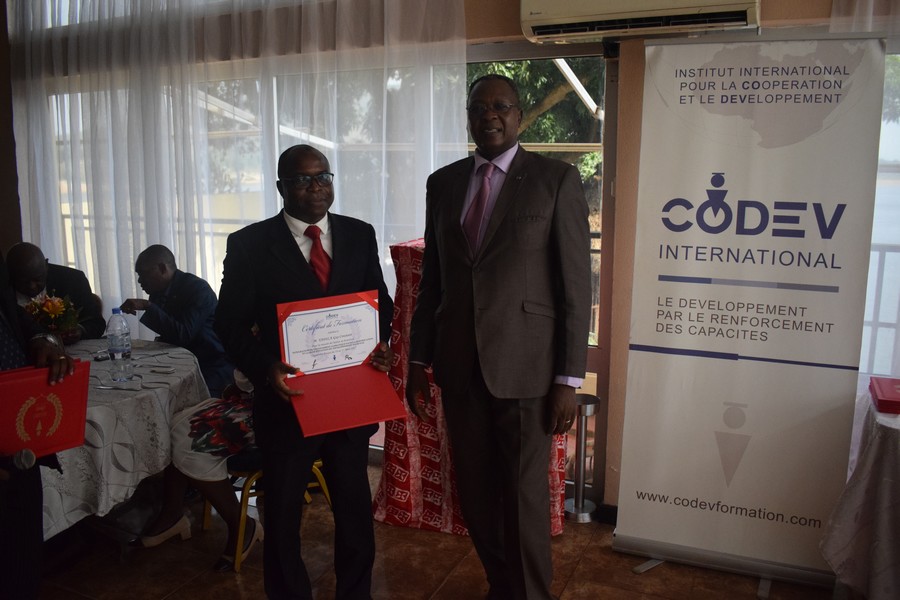 INSTITUT INTERNATIONAL
POUR LA COOPERATION
ET LE DEVELOPPEMENT
CODEV
INTERNATIONAL
LE DEVELOPPEMENT
PAR LE RENFORCEMENT
DES CAPACITES
www.codevformation.com
Certificat de Formation